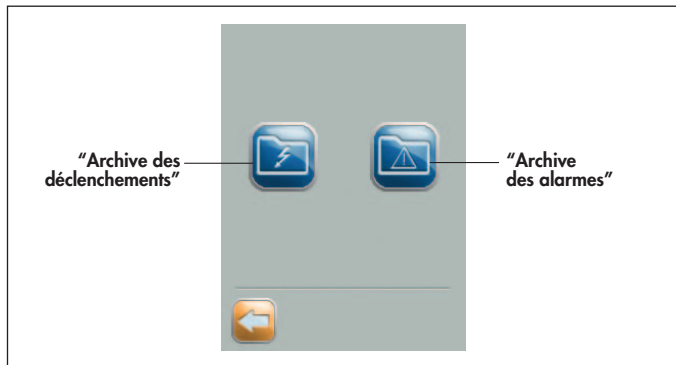 “Archive des
déclenchements”
“Archive
des alarmes”